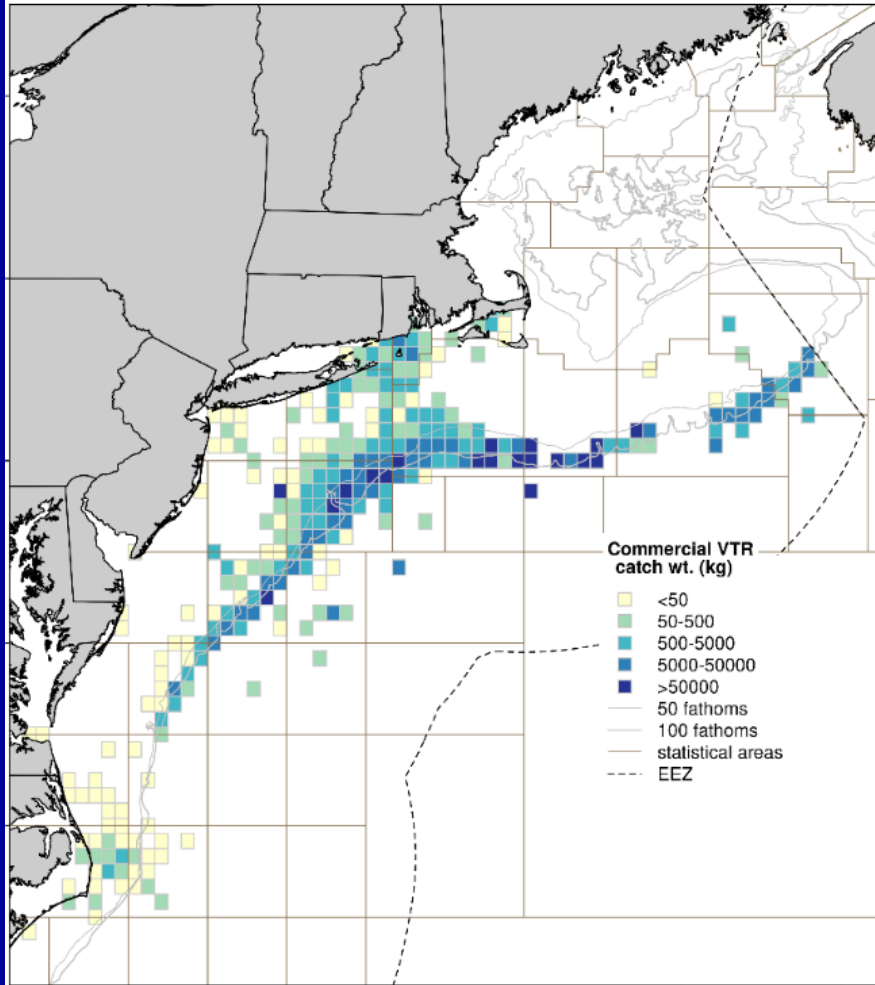 Commercial VTR
catch wt. (kg)
<50
50-500
500-5000
5000-50000
>50000
50 fathoms
100 fathoms
statistical areas
EEZ